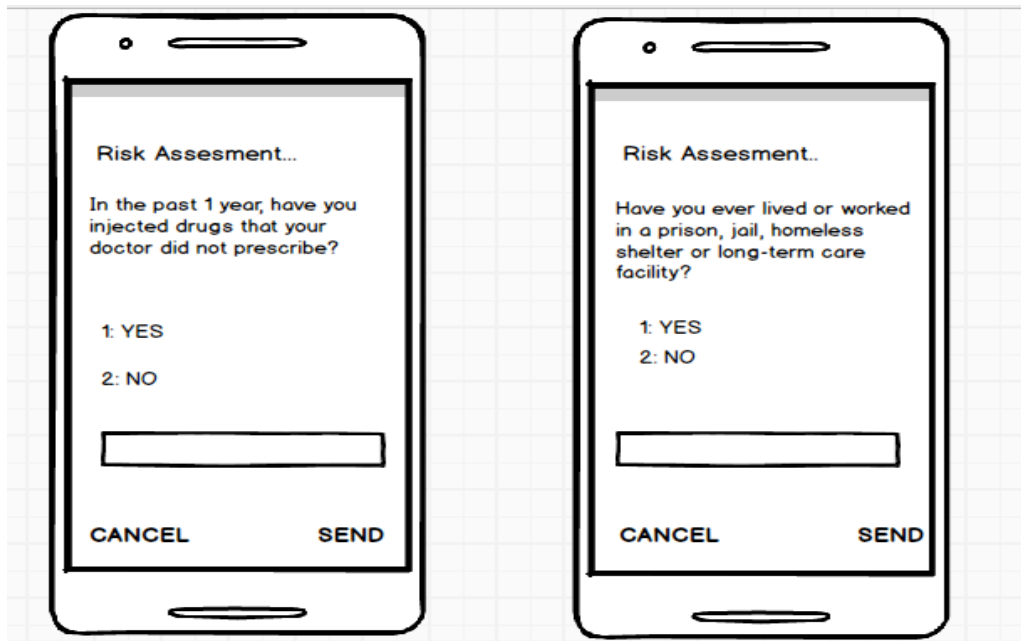 Risk Assesment...
In the past 1 year, have you
injected drugs that your
doctor did not prescribe?
1: YES
2: NO
CANCEL SEND
Risk Assesment..
Have you ever lived or worked
in a prison, jail, homeless
shelter or long-term care
facility?
1: YES
2: NO
CANCEL SEND